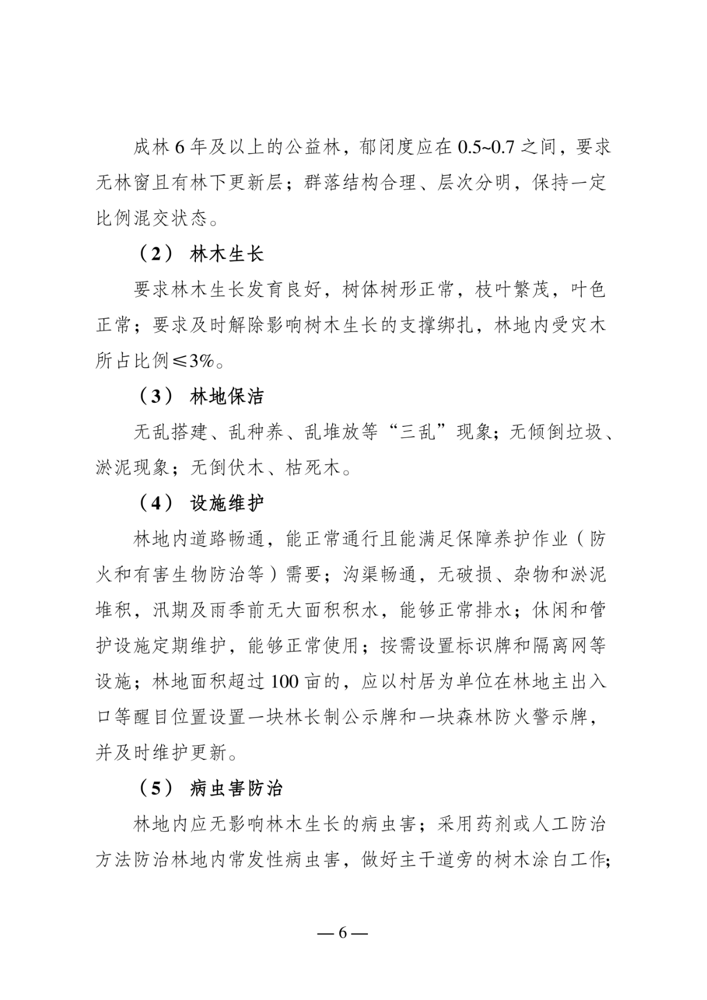 成林 6 年及以上的公益林，郁闭度应在 0.5~0.7 之间，要求
无林窗且有林下更新层；群落结构合理、层次分明，保持一定
比例混交状态。
（2） 林木生长
要求林木生长发育良好，树体树形正常，枝叶繁茂，叶色
正常；要求及时解除影响树木生长的支撑绑扎，林地内受灾木
所占比例≤3%。
（3） 林地保洁
无乱搭建、乱种养、乱堆放等“三乱”现象；无倾倒垃圾、
淤泥现象；无倒伏木、枯死木。
（4） 设施维护
林地内道路畅通，能正常通行且能满足保障养护作业（防
火和有害生物防治等）需要；沟渠畅通，无破损、杂物和淤泥
堆积，汛期及雨季前无大面积积水，能够正常排水；休闲和管
护设施定期维护，能够正常使用；按需设置标识牌和隔离网等
设施；林地面积超过 100 亩的，应以村居为单位在林地主出入
口等醒目位置设置一块林长制公示牌和一块森林防火警示牌，
并及时维护更新。
（5） 病虫害防治
林地内应无影响林木生长的病虫害；采用药剂或人工防治
方法防治林地内常发性病虫害，做好主干道旁的树木涂白工作；
— 6 —